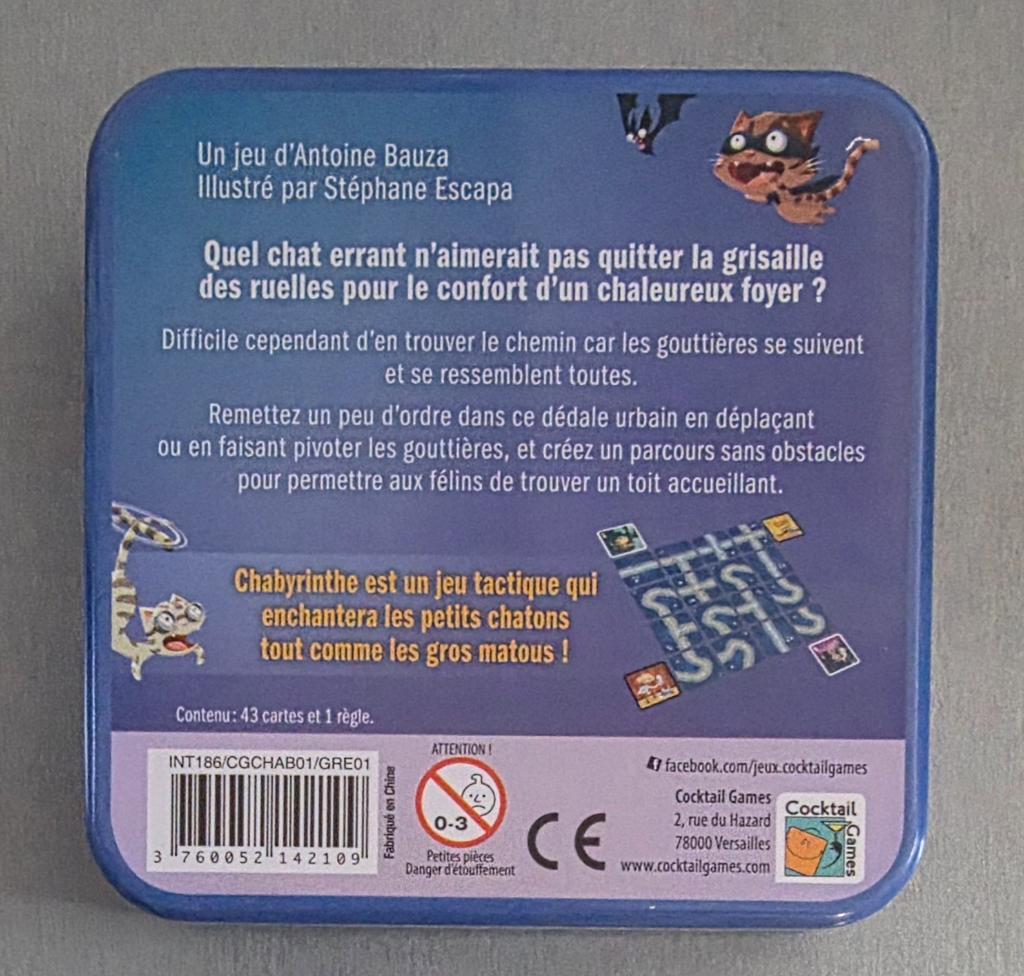 Un jeu d'Antoine Bauza
Illustré par Stéphane Escapa
Quel chat errant n'aimerait pas quitter la grisaille
des ruelles pour le confort d'un chaleureux foyer ?
Difficile cependant d'en trouver le chemin car les gouttières se suivent
et se ressemblent toutes.
Remettez un peu d'ordre dans ce dédale urbain en déplaçant
ou en faisant pivoter les gouttières, et créez un parcours sans obstacles
pour permettre aux félins de trouver un toit accueillant.
Chabyrinthe est un jeu tactique qui
enchantera les petits chatons
tout comme les gros matous !
Contenu : 43 cartes et 1 règle.
INT186/CGCHAB01/GRE01
3 760052 142109
Fabriqué en Chine
ATTENTION !
0-3
Petites pièces
Danger d'étouffement
CE
facebook.com/jeux.cocktailgames
Cocktail Games
2, rue du Hazard
78000 Versailles
www.cocktailgames.com
Cocktail
Games